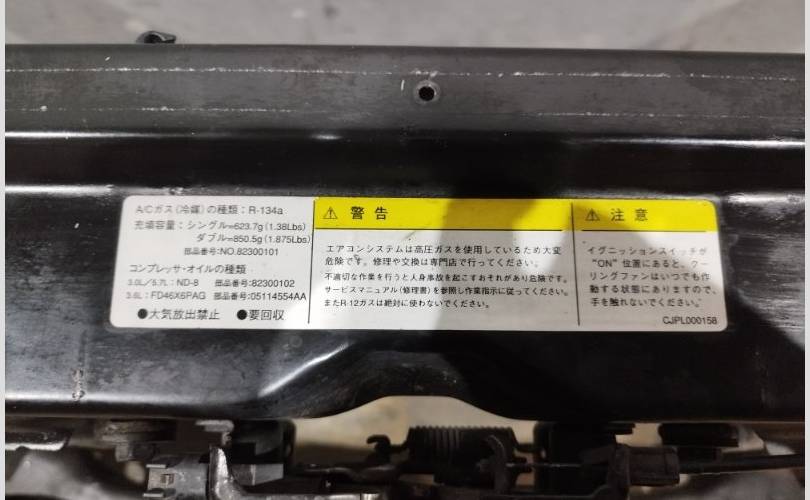 A/Cガス(冷媒)の種類：R-134a
充填容量：シングル=623.7g (1.38Lbs)
ダブル=850.5g (1.875Lbs)
部品番号:NO.82300101
コンプレッサ・オイルの種類
3.0L/5.7L：ND-8 部品番号:82300102
3.6L：FD46X6PAG 部品番号:05114554AA
●大気放出禁止 ●要回収
⚠ 警告
エアコンシステムは高圧ガスを使用しているため大変
危険です。修理や交換は専門店で行ってください。
不適切な作業を行うと人身事故を起こすおそれがあり危険です。
サービスマニュアル(修理書)を参照し作業指示に従ってください。
またR-12ガスは絶対に使わないでください。
⚠ 注意
イグニッションスイッチが
"ON" 位置にあると、クー
リングファンはいつでも作
動する状態にありますので、
手を触れないでください。
CJPL000158